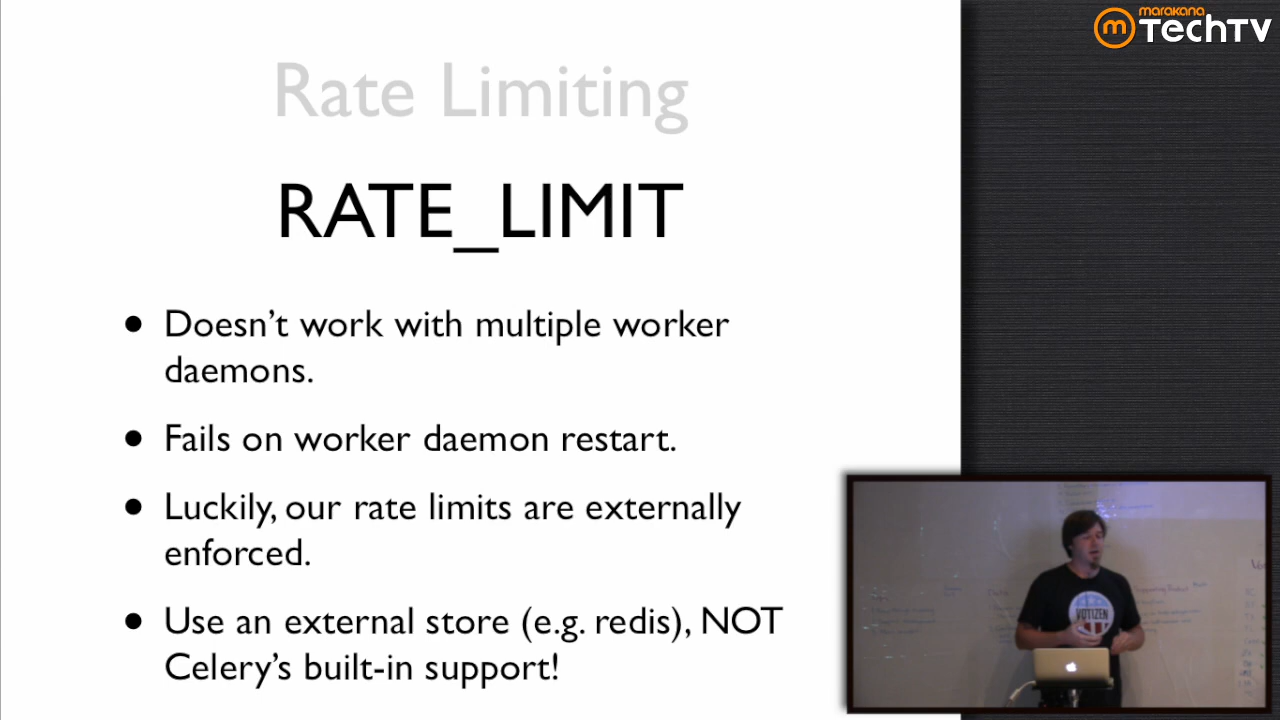 marakana
m TechTV
Rate Limiting
RATE_LIMIT
• Doesn't work with multiple worker
daemons.
• Fails on worker daemon restart.
• Luckily, our rate limits are externally
enforced.
• Use an external store (e.g. redis), NOT
Celery's built-in support!
VOTIZEN